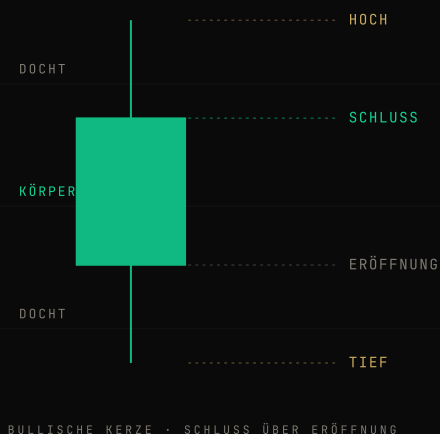 HOCH
DOCHT
SCHLUSS
KÖRPER
ERÖFFNUNG
DOCHT
TIEF
BULLISCHE KERZE · SCHLUSS ÜBER ERÖFFNUNG